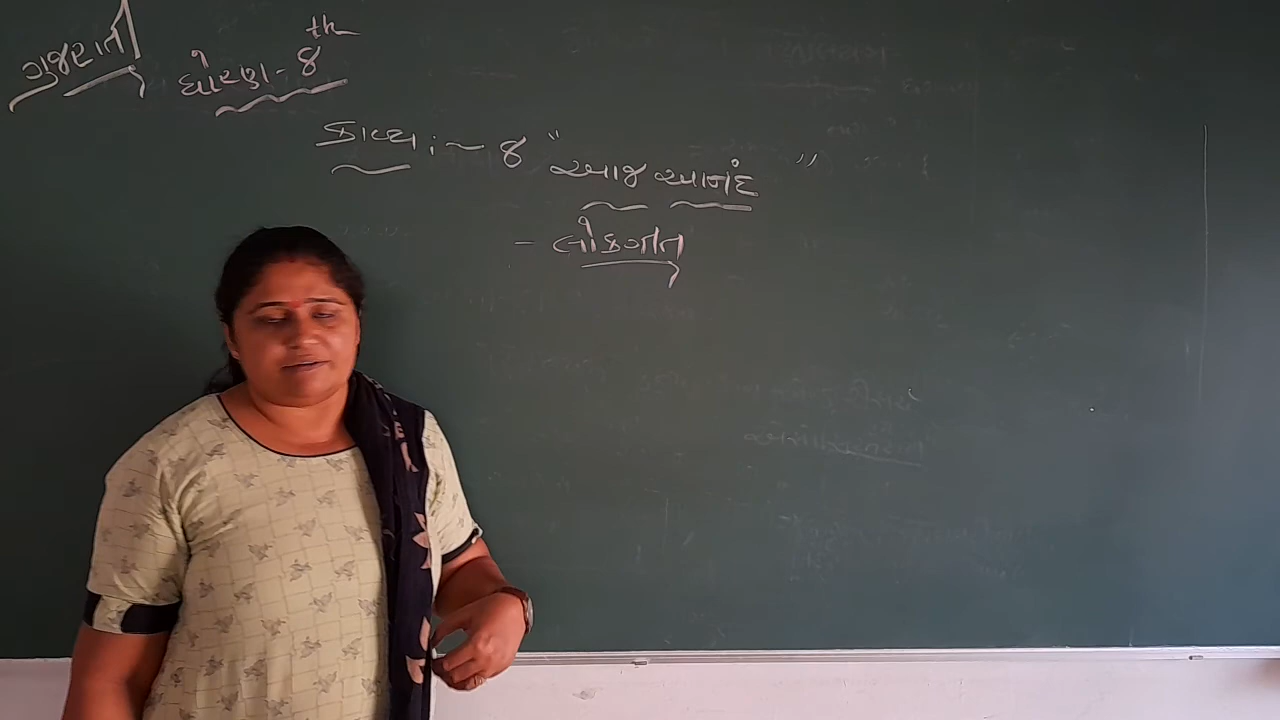 ગુજરાતી
ધોરણ - 8th
કાવ્ય :- 8 "આજ આનંદ"
- લોકગીત